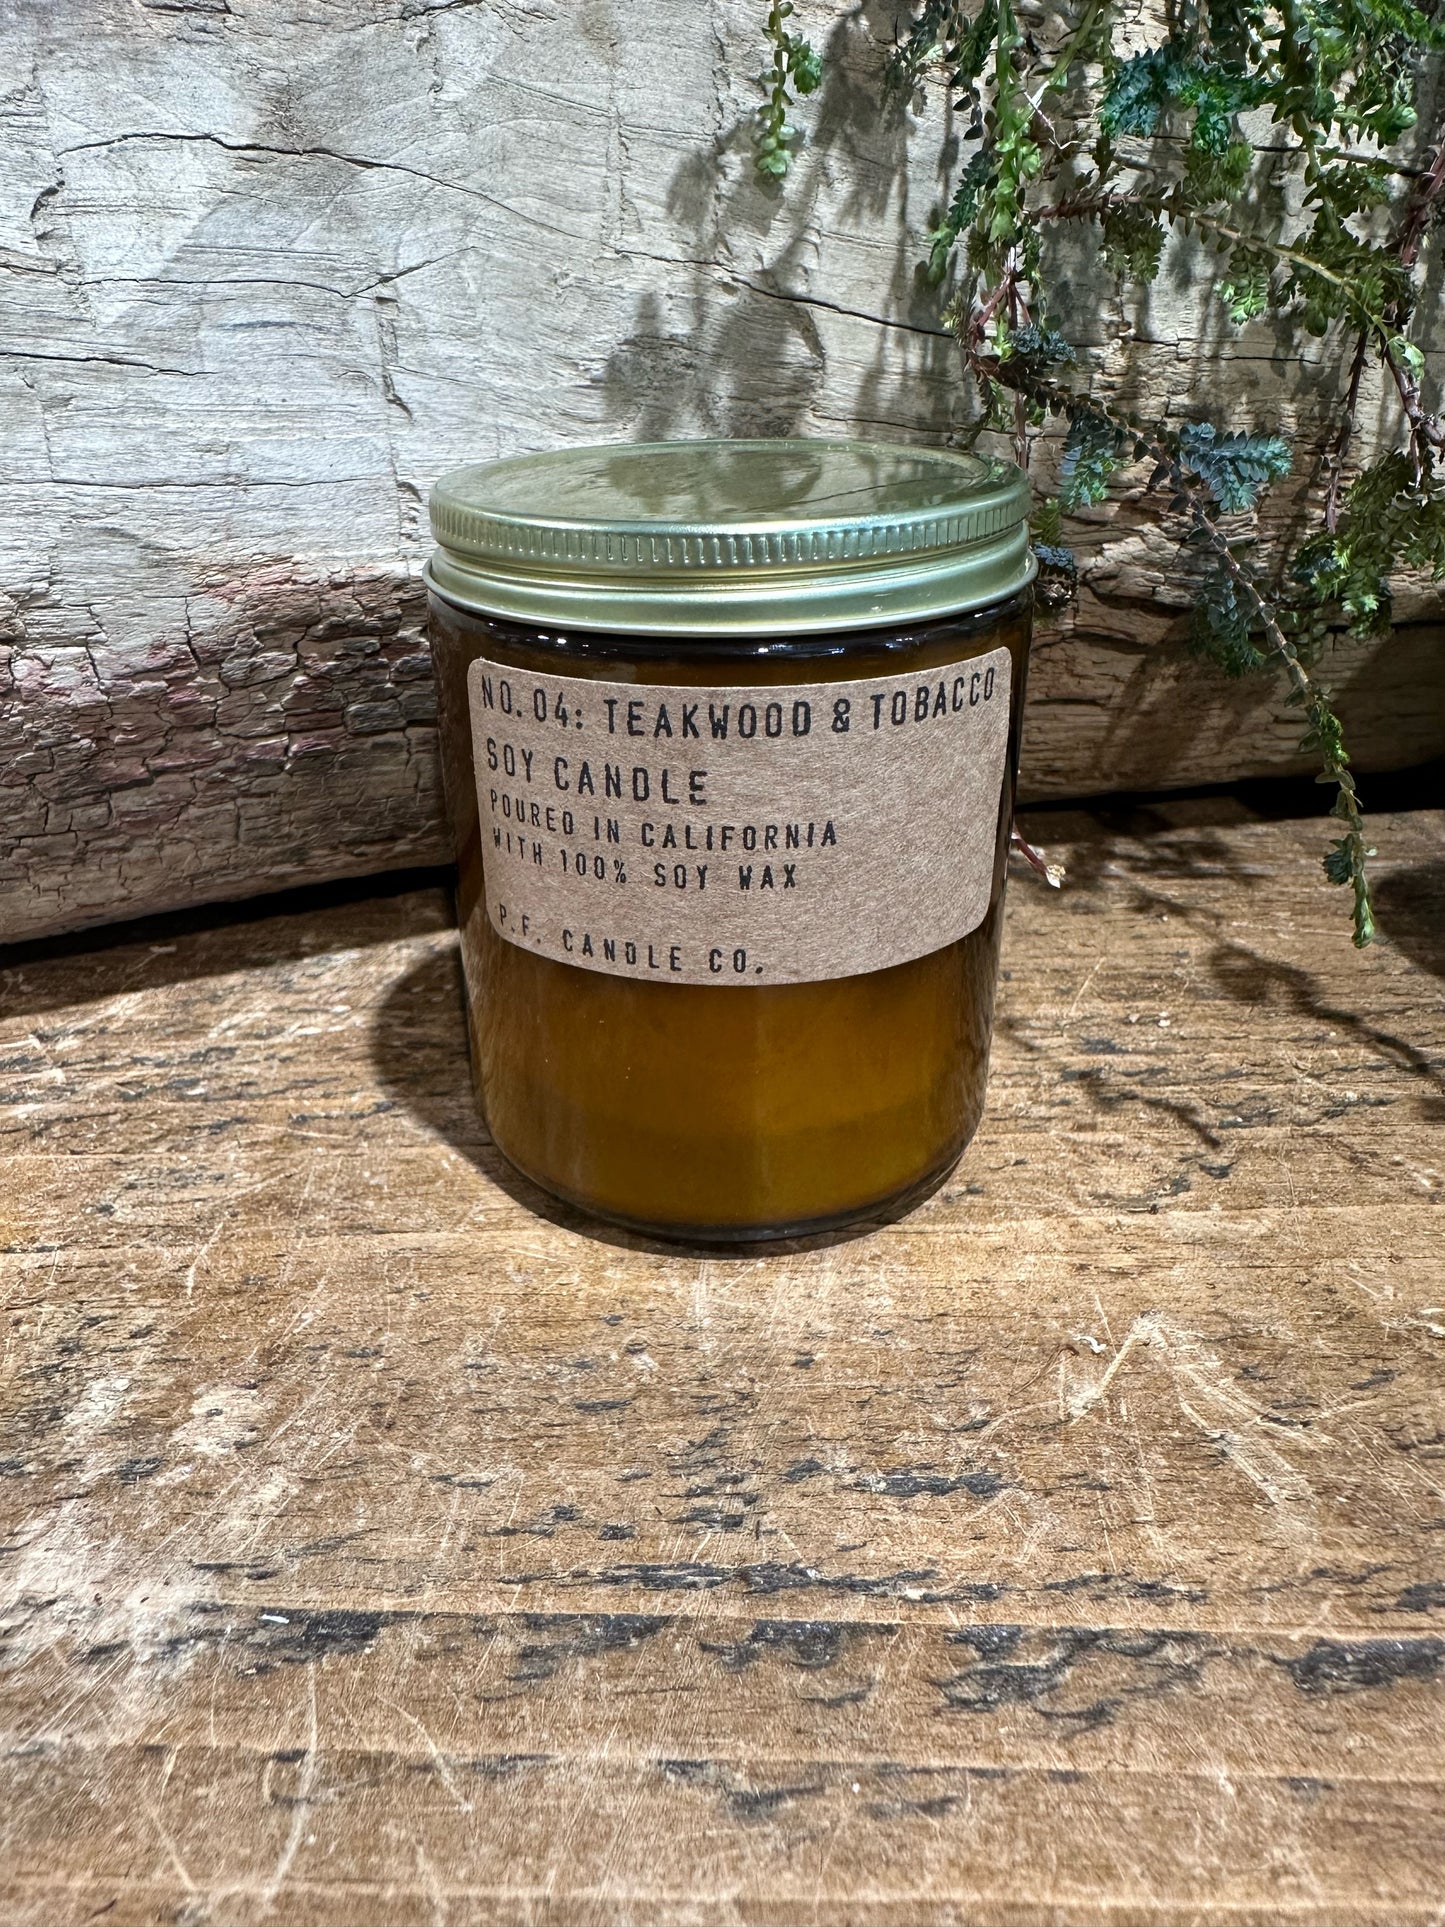 NO. 04: TEAKWOOD & TOBACCO
SOY CANDLE
POURED IN CALIFORNIA
WITH 100% SOY WAX
P.F. CANDLE CO.